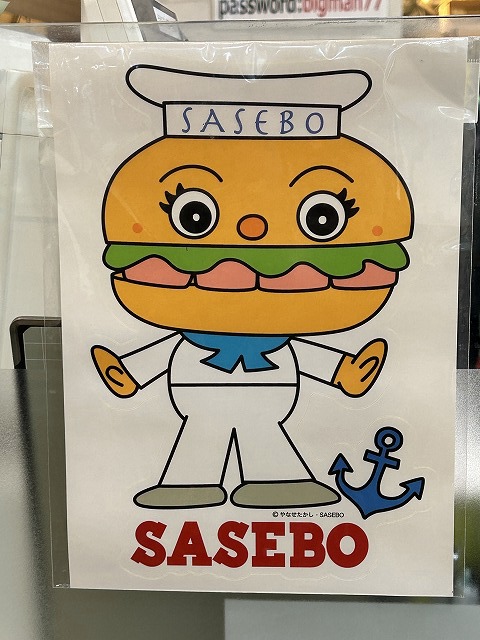 password:bigman77
SASEBO
© やなせたかし・SASEBO
SASEBO